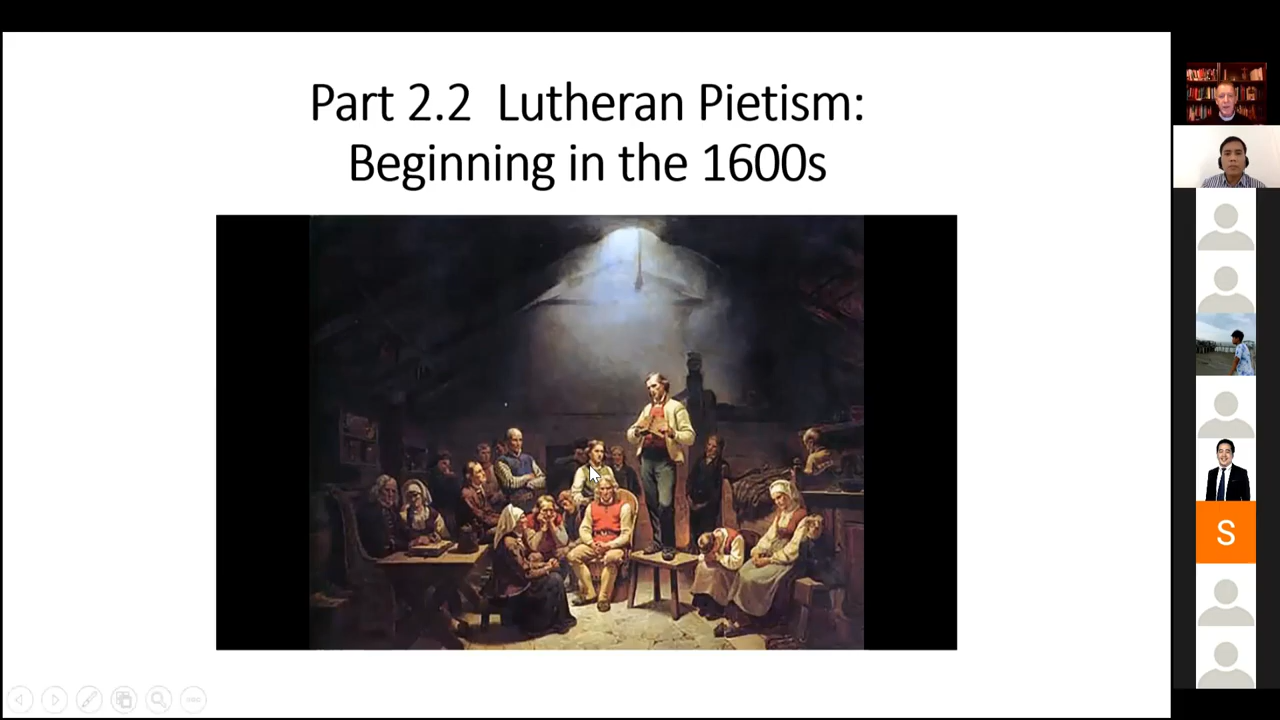 Part 2.2 Lutheran Pietism:
Beginning in the 1600s
S